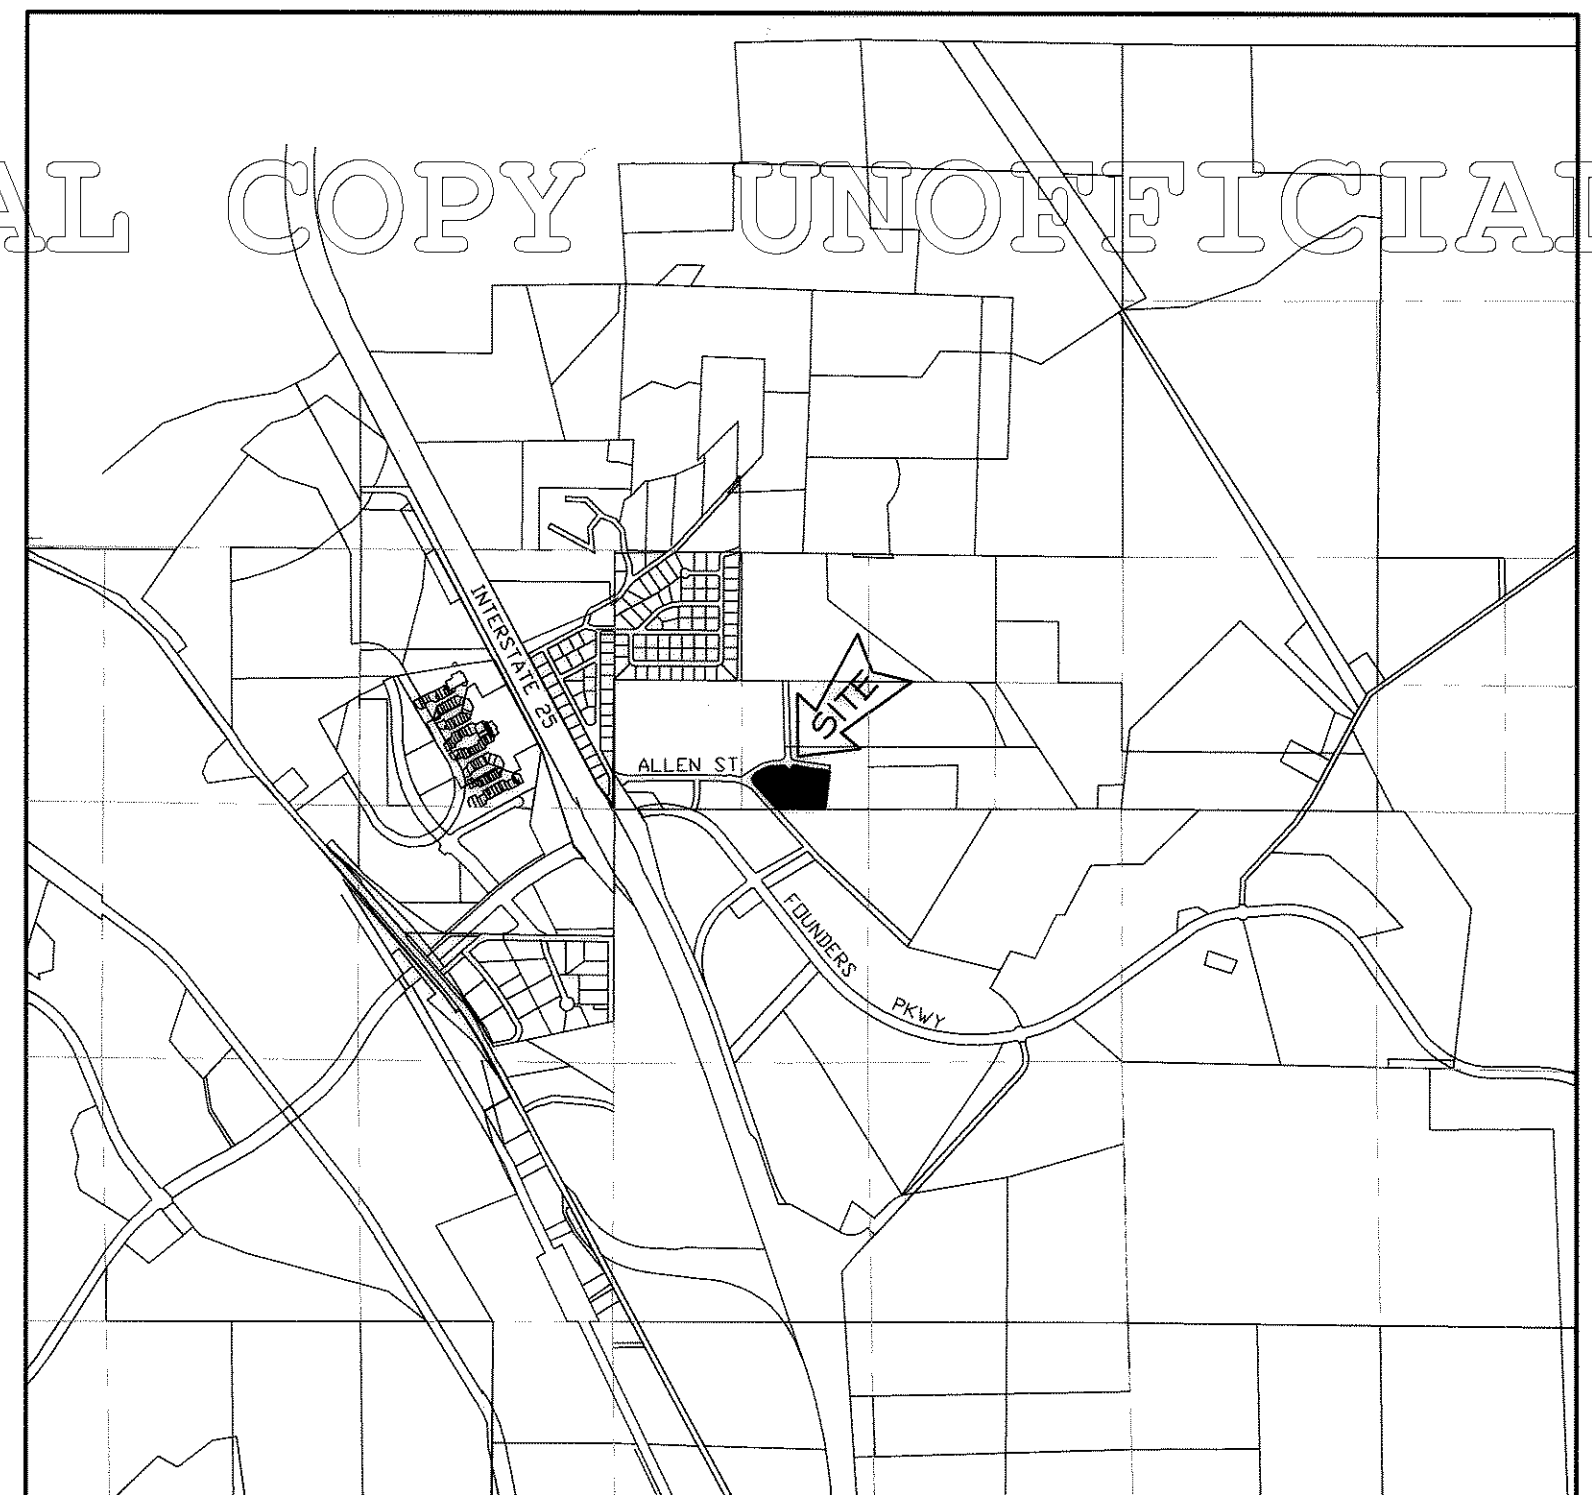 AL COPY UNOFFICIAL
INTERSTATE 25
SITE
ALLEN ST
FOUNDERS
PKWY